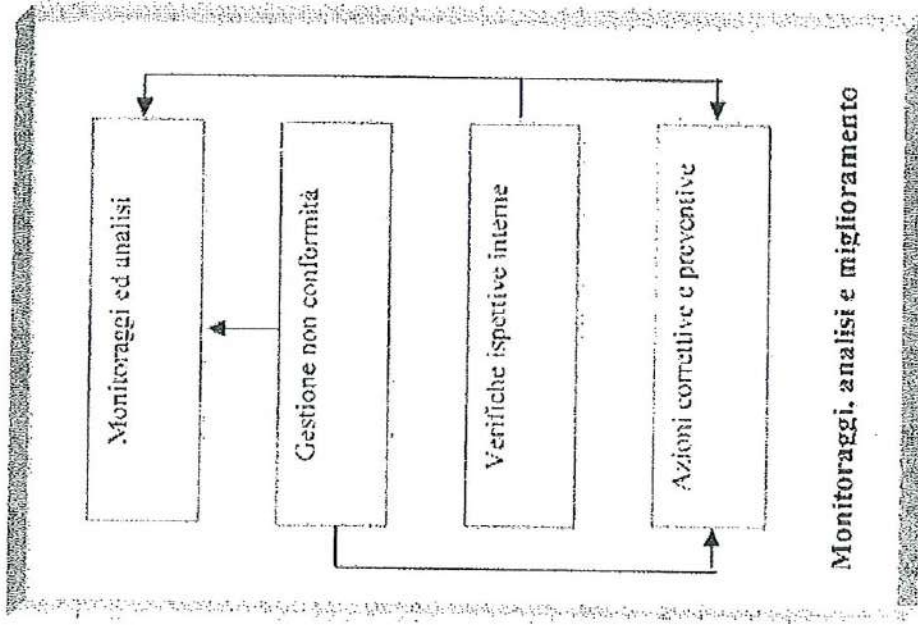 Monitoraggi ed analisi
Gestione non conformità
Verifiche ispettive interne
Azioni correttive e preventive
Monitoraggi, analisi e miglioramento